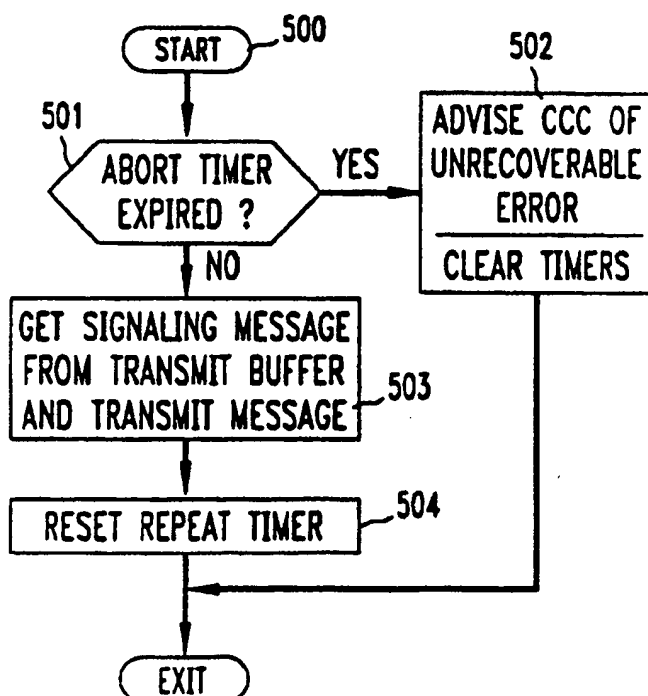 START
500
501
ABORT TIMER
EXPIRED ?
YES
502
ADVISE CCC OF
UNRECOVERABLE
ERROR
CLEAR TIMERS
NO
GET SIGNALING MESSAGE
FROM TRANSMIT BUFFER
AND TRANSMIT MESSAGE
503
RESET REPEAT TIMER
504
EXIT